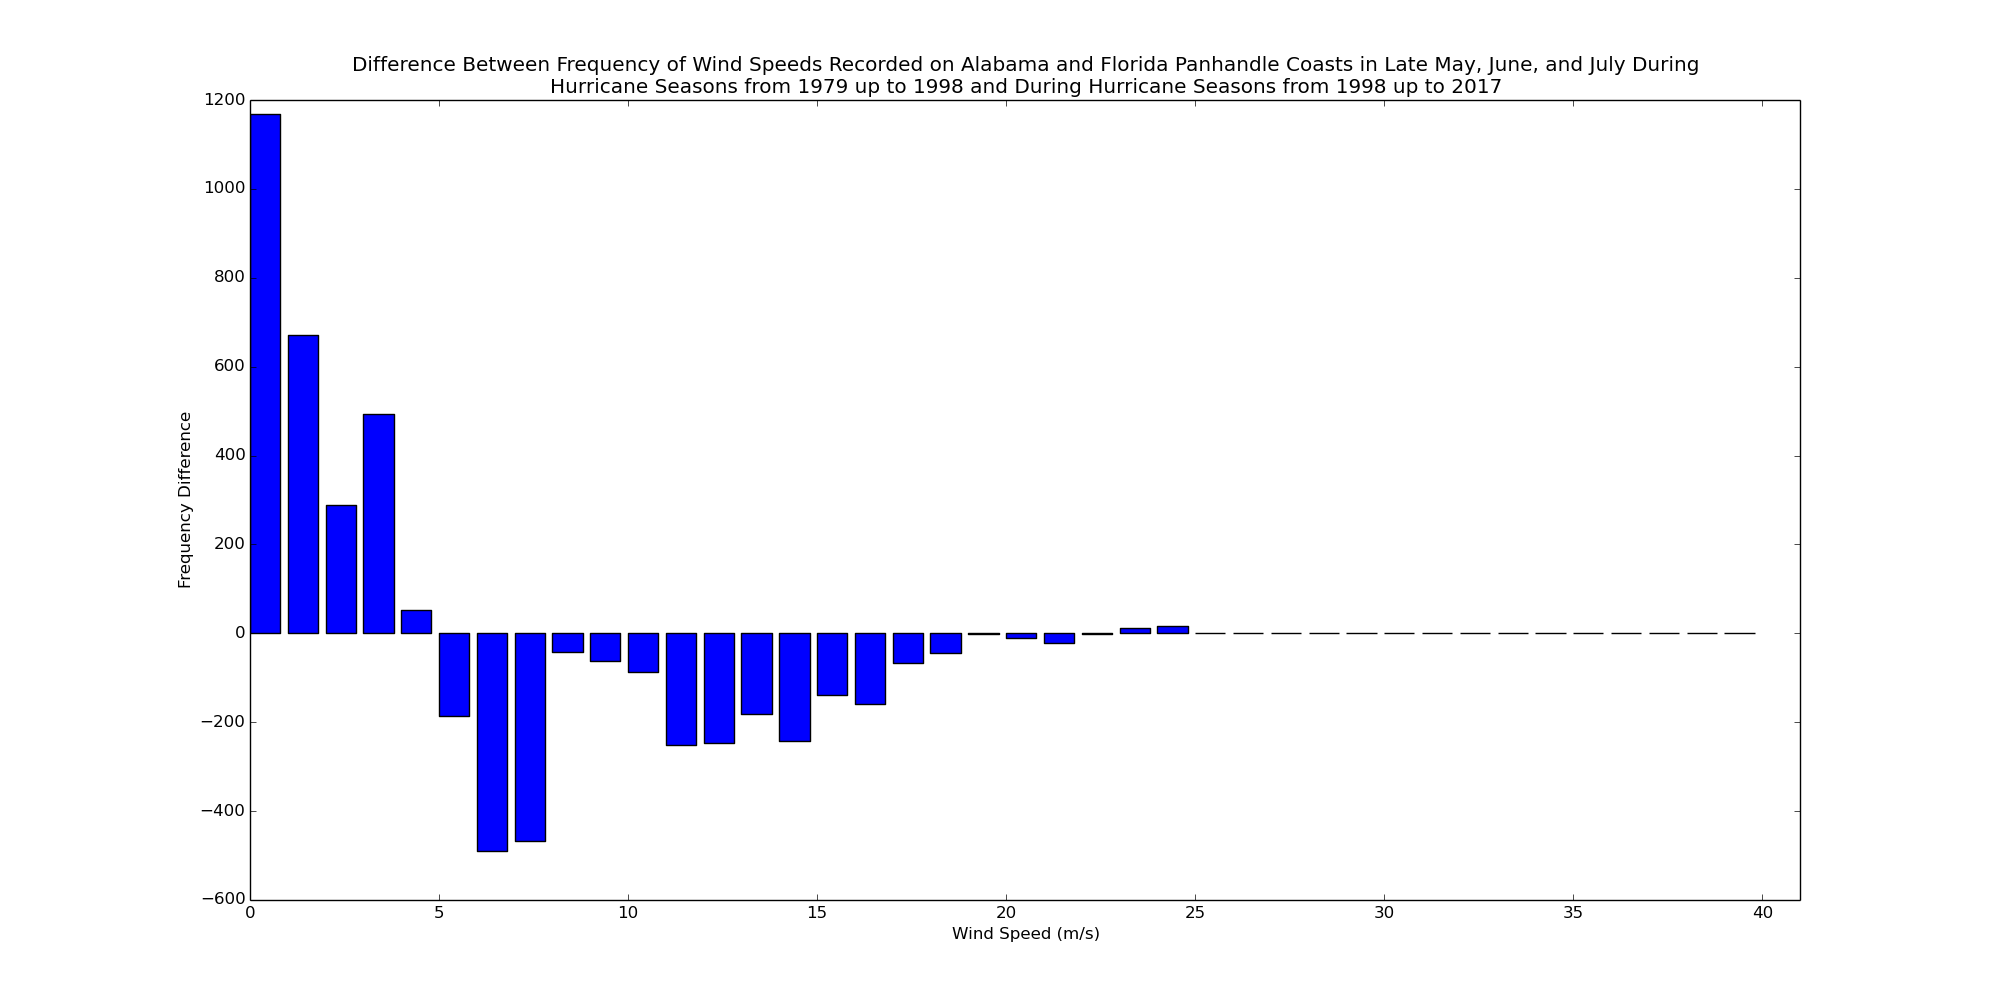 Difference Between Frequency of Wind Speeds Recorded on Alabama and Florida Panhandle Coasts in Late May, June, and July During
Hurricane Seasons from 1979 up to 1998 and During Hurricane Seasons from 1998 up to 2017
1200
1000
800
600
400
200
0
−200
−400
−600
Frequency Difference
0 5 10 15 20 25 30 35 40
Wind Speed (m/s)